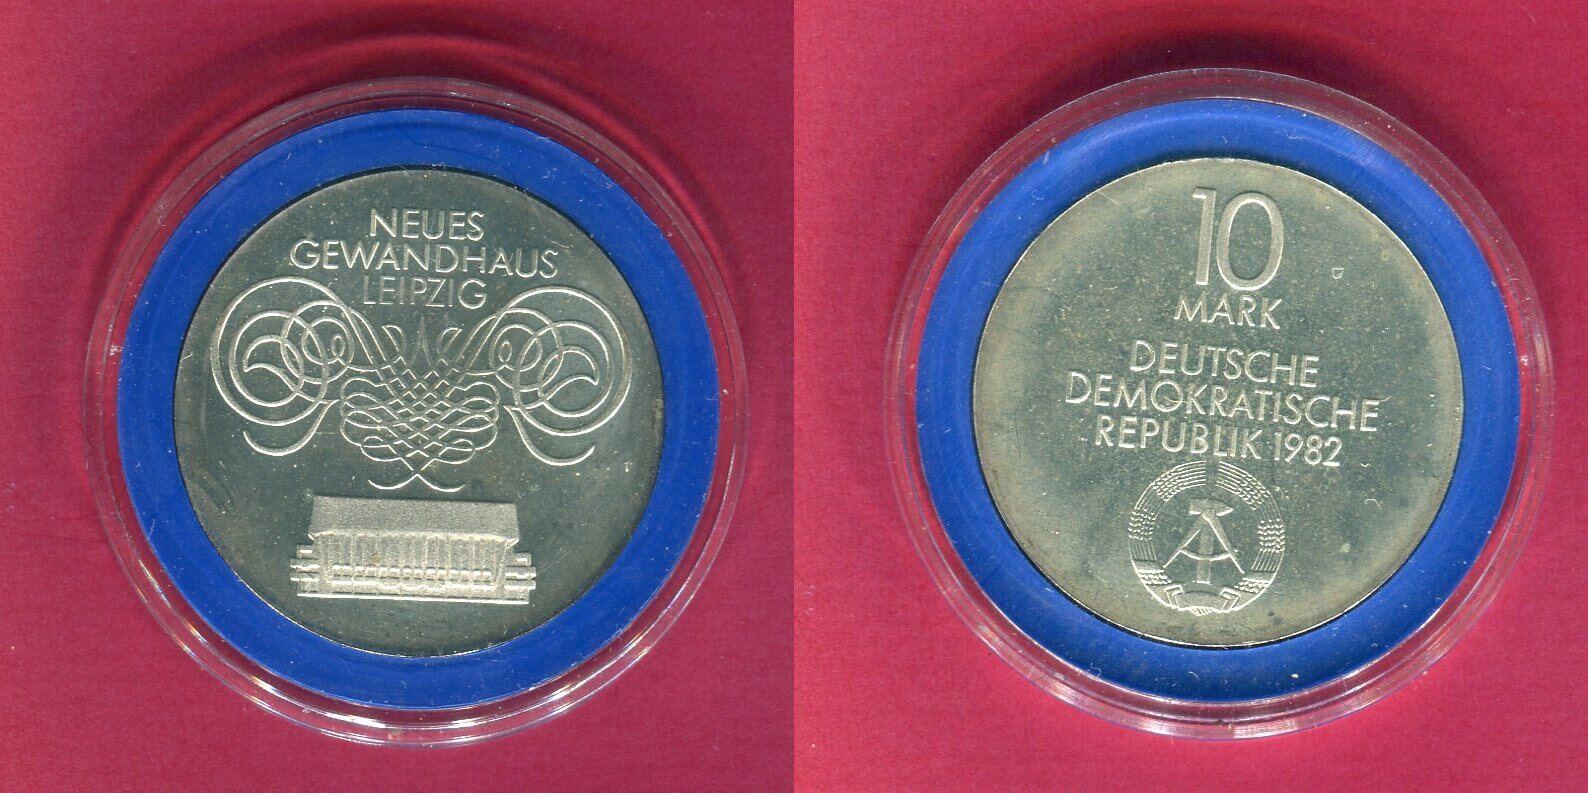 NEUES
GEWANDHAUS
LEIPZIG
10
MARK
DEUTSCHE
DEMOKRATISCHE
REPUBLIK 1982